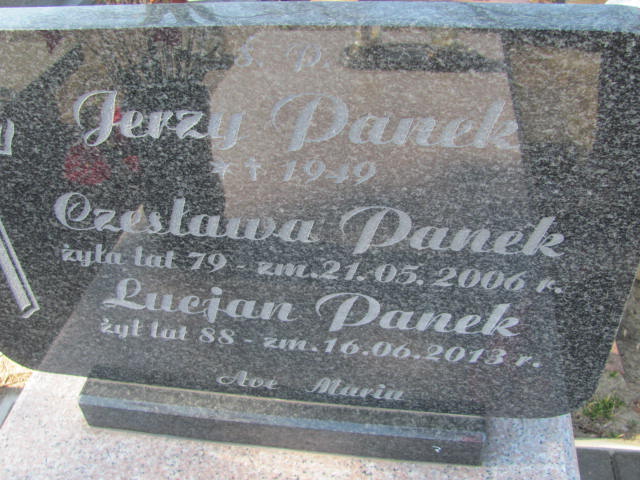 Ś. P.
Jerzy Panek
* † 1949
Czesława Panek
żyła lat 79 - zm.21.05.2006 r.
Lucjan Panek
żył lat 88 - zm.16.06.2013 r.
Ave Maria